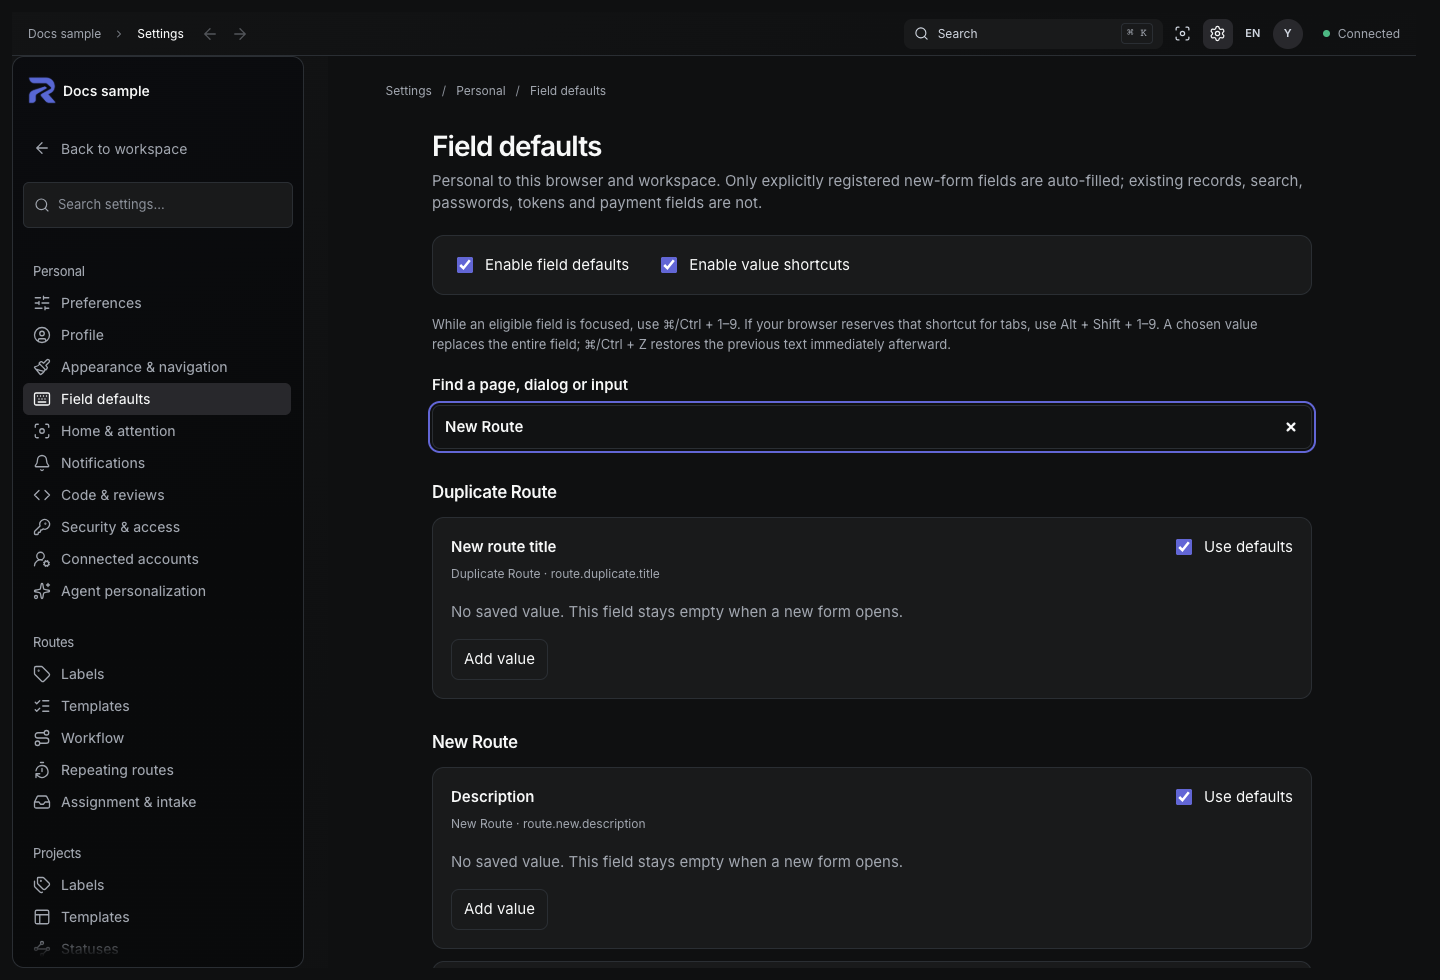 Docs sample
Settings
Search
⌘ K
EN
Y
Connected
Docs sample
Back to workspace
Search settings...
Personal
Preferences
Profile
Appearance & navigation
Field defaults
Home & attention
Notifications
Code & reviews
Security & access
Connected accounts
Agent personalization
Routes
Labels
Templates
Workflow
Repeating routes
Assignment & intake
Projects
Labels
Templates
Statuses
Settings / Personal / Field defaults
Field defaults
Personal to this browser and workspace. Only explicitly registered new-form fields are auto-filled; existing records, search,
passwords, tokens and payment fields are not.
Enable field defaults
Enable value shortcuts
While an eligible field is focused, use ⌘/Ctrl + 1–9. If your browser reserves that shortcut for tabs, use Alt + Shift + 1–9. A chosen value
replaces the entire field; ⌘/Ctrl + Z restores the previous text immediately afterward.
Find a page, dialog or input
New Route
Duplicate Route
New route title
Use defaults
Duplicate Route · route.duplicate.title
No saved value. This field stays empty when a new form opens.
Add value
New Route
Description
Use defaults
New Route · route.new.description
No saved value. This field stays empty when a new form opens.
Add value